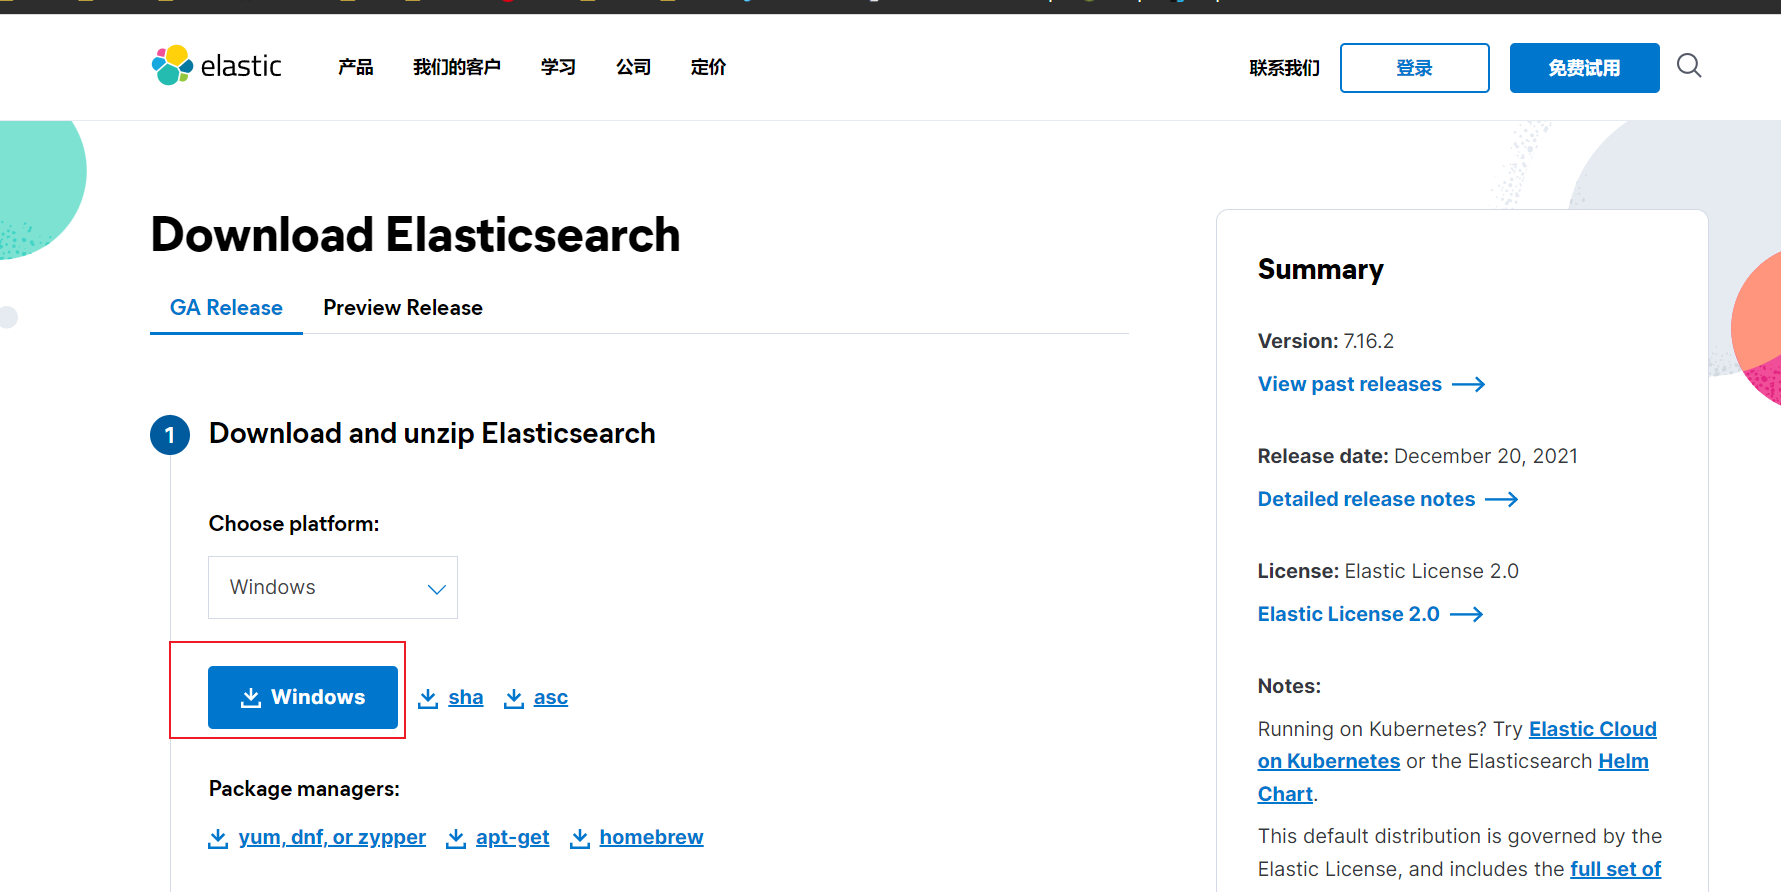 elastic
产品 我们的客户 学习 公司 定价
联系我们 登录 免费试用
Download Elasticsearch
GA Release Preview Release
1 Download and unzip Elasticsearch
Choose platform:
Windows
Windows sha asc
Package managers:
yum, dnf, or zypper apt-get homebrew
Summary
Version: 7.16.2
View past releases
Release date: December 20, 2021
Detailed release notes
License: Elastic License 2.0
Elastic License 2.0
Notes:
Running on Kubernetes? Try Elastic Cloud
on Kubernetes or the Elasticsearch Helm
Chart.
This default distribution is governed by the
Elastic License, and includes the full set of